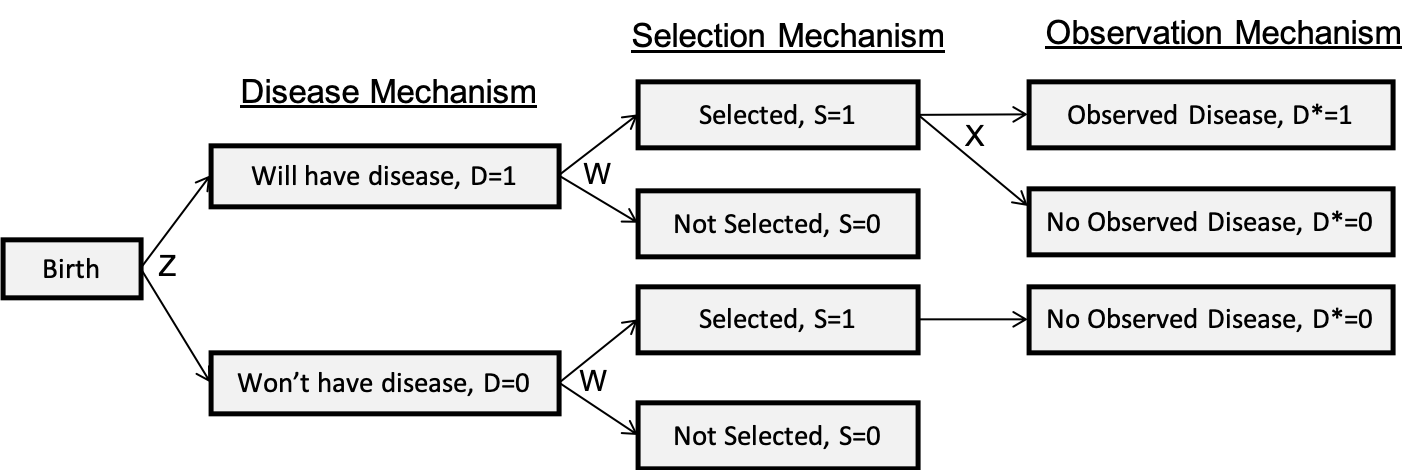 Selection Mechanism
Observation Mechanism
Disease Mechanism
Selected, S=1
Observed Disease, D*=1
X
Will have disease, D=1
W
Not Selected, S=0
No Observed Disease, D*=0
Birth
Z
Selected, S=1
No Observed Disease, D*=0
Won’t have disease, D=0
W
Not Selected, S=0